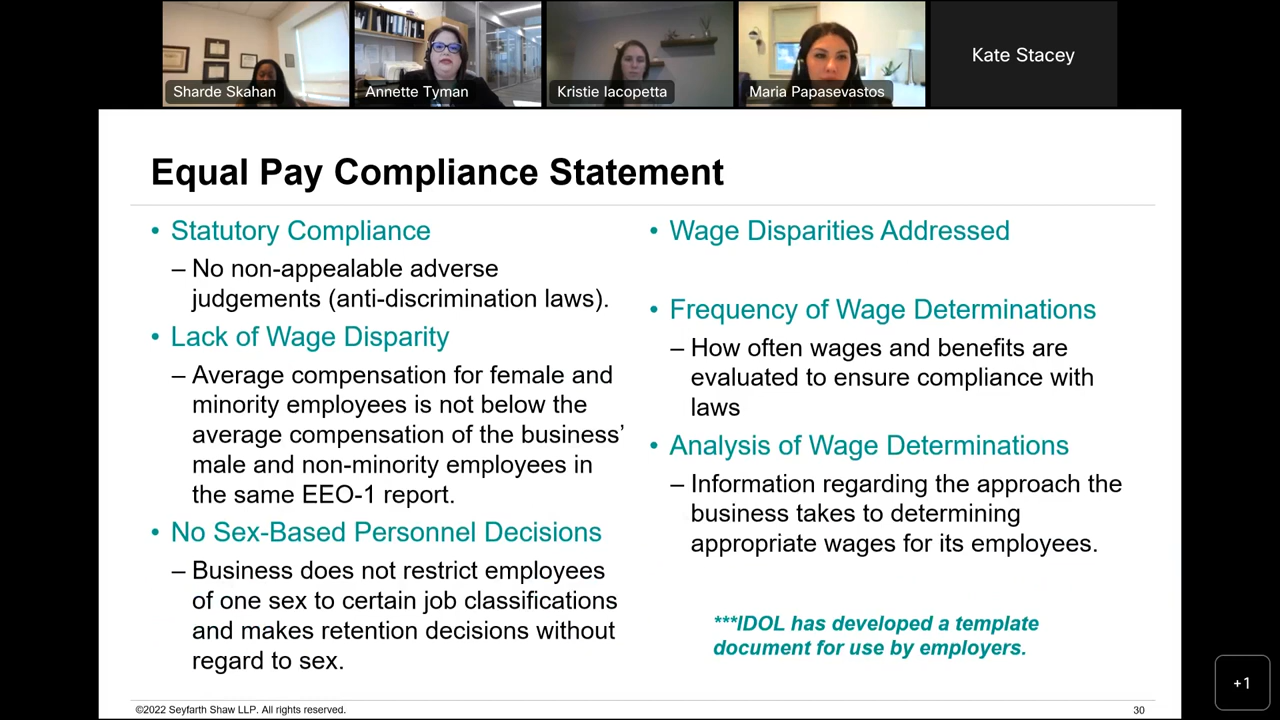 Sharde Skahan
Annette Tyman
Kristie Iacopetta
Maria Papasevastos
Kate Stacey
Equal Pay Compliance Statement
• Statutory Compliance
– No non-appealable adverse
judgements (anti-discrimination laws).
• Lack of Wage Disparity
– Average compensation for female and
minority employees is not below the
average compensation of the business’
male and non-minority employees in
the same EEO-1 report.
• No Sex-Based Personnel Decisions
– Business does not restrict employees
of one sex to certain job classifications
and makes retention decisions without
regard to sex.
• Wage Disparities Addressed
• Frequency of Wage Determinations
– How often wages and benefits are
evaluated to ensure compliance with
laws
• Analysis of Wage Determinations
– Information regarding the approach the
business takes to determining
appropriate wages for its employees.
***IDOL has developed a template
document for use by employers.
©2022 Seyfarth Shaw LLP. All rights reserved.
30
+1